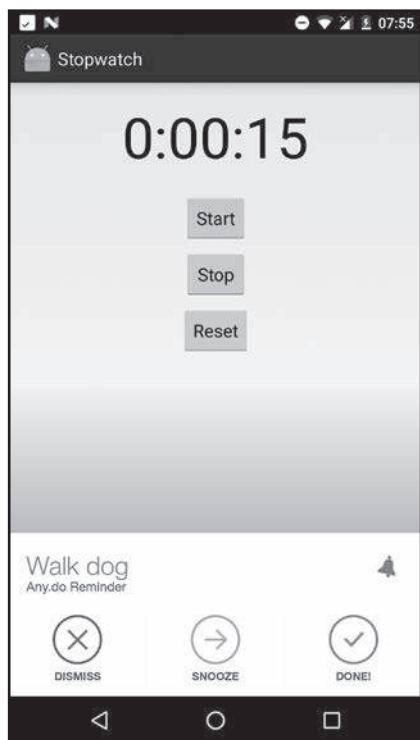 07:55
Stopwatch
0:00:15
Start
Stop
Reset
Walk dog
Any.do Reminder
DISMISS
SNOOZE
DONE!